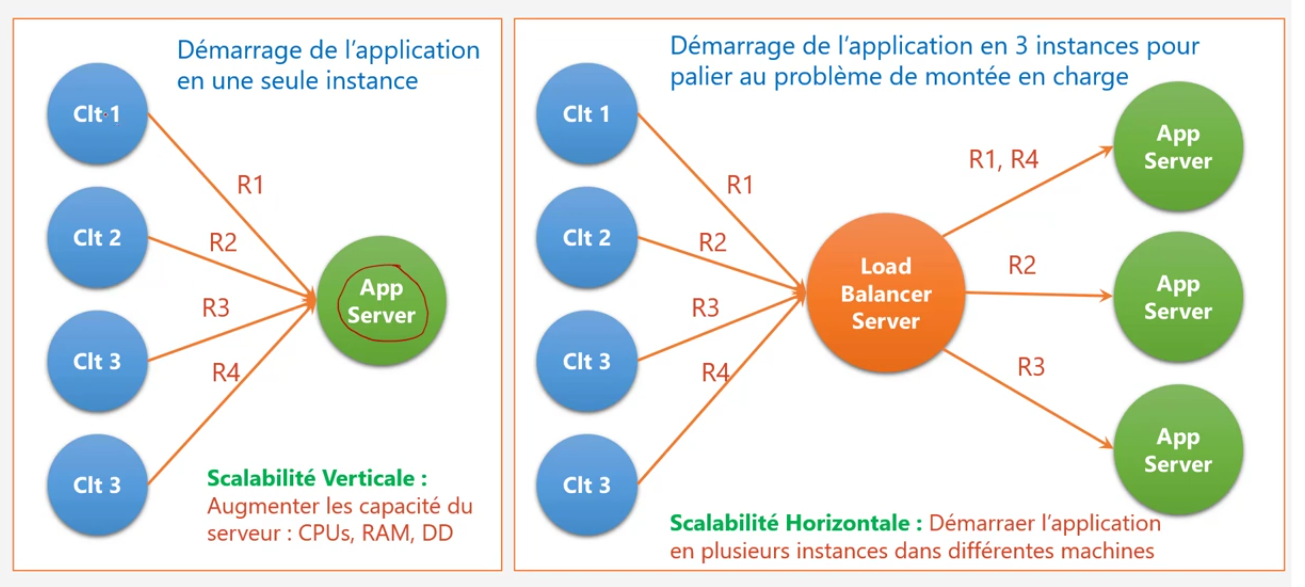 Démarrage de l'application
en une seule instance
Clt 1
Clt 2
Clt 3
Clt 3
R1
R2
R3
R4
App
Server
Scalabilité Verticale :
Augmenter les capacité du
serveur : CPUs, RAM, DD
Démarrage de l'application en 3 instances pour
palier au problème de montée en charge
Clt 1
Clt 2
Clt 3
Clt 3
R1
R2
R3
R4
Load
Balancer
Server
R1, R4
R2
R3
App
Server
App
Server
App
Server
Scalabilité Horizontale : Démarraer l'application
en plusieurs instances dans différentes machines